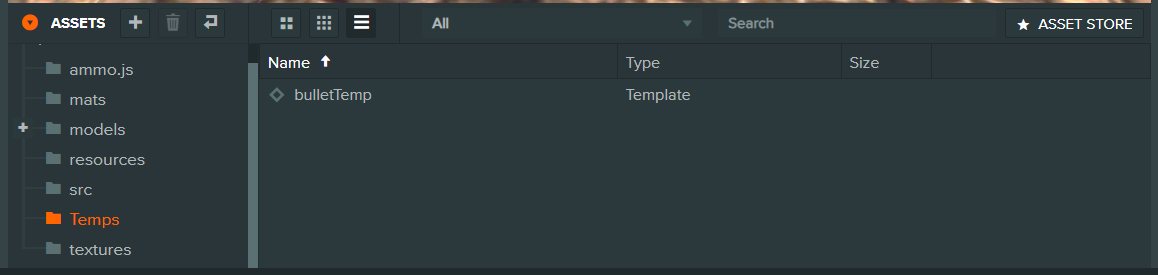 ASSETS
All
Search
ASSET STORE
Name Type Size
bulletTemp Template
ammo.js
mats
models
resources
src
Temps
textures